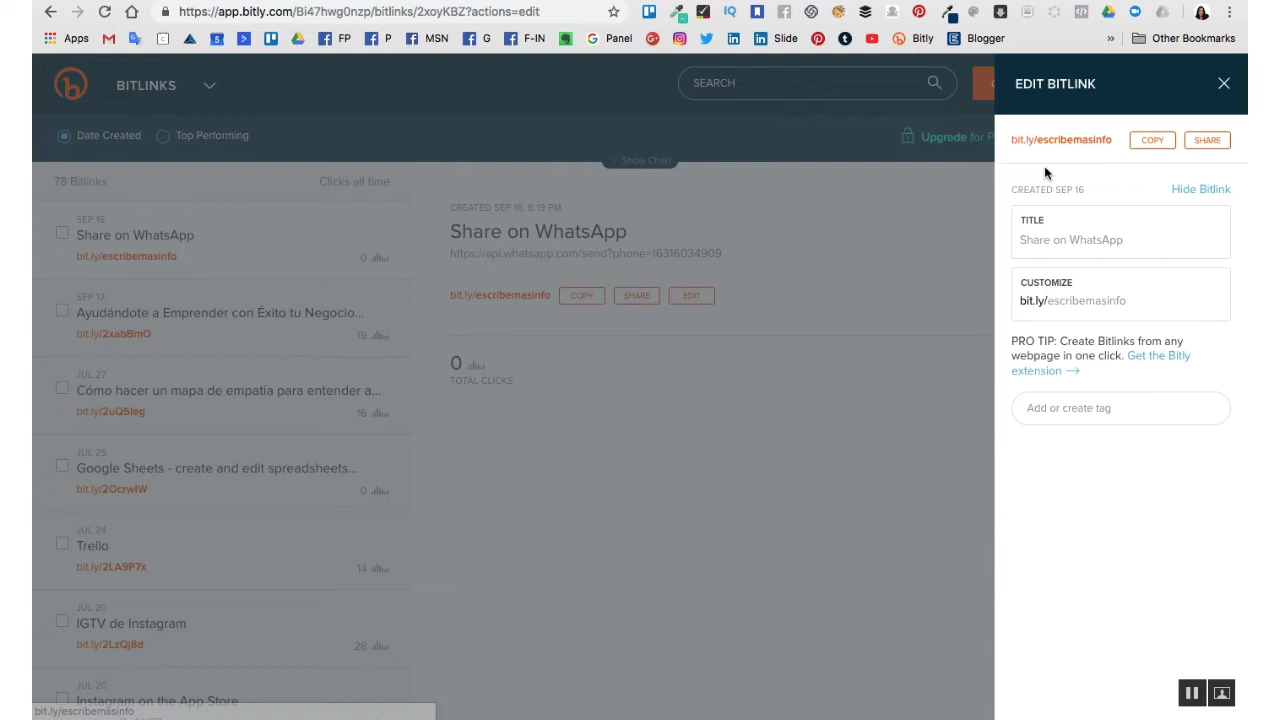 https://app.bitly.com/Bi47hwg0nzp/bitlinks/2xoyKBZ?actions=edit
Apps
FP
P
MSN
G
F-IN
Panel
Slide
Bitly
Blogger
»
Other Bookmarks
BITLINKS
SEARCH
EDIT BITLINK
Date Created
Top Performing
Upgrade for P
bit.ly/escribemasinfo
COPY
SHARE
Show Chart
78 Bitlinks
Clicks all time
CREATED SEP 16
Hide Bitlink
SEP 16
Share on WhatsApp
bit.ly/escribemasinfo
0
CREATED SEP 16, 6:19 PM
Share on WhatsApp
https://api.whatsapp.com/send?phone=16316034909
bit.ly/escribemasinfo
COPY
SHARE
EDIT
0
TOTAL CLICKS
TITLE
Share on WhatsApp
CUSTOMIZE
bit.ly/escribemasinfo
PRO TIP: Create Bitlinks from any
webpage in one click. Get the Bitly
extension →
Add or create tag
SEP 12
Ayudándote a Emprender con Éxito tu Negocio...
bit.ly/2xabBmO
19
JUL 27
Cómo hacer un mapa de empatía para entender a...
bit.ly/2uQ5Ieg
16
JUL 25
Google Sheets - create and edit spreadsheets...
bit.ly/2OcrwIW
0
JUL 24
Trello
bit.ly/2LA9P7x
14
JUL 20
IGTV de Instagram
bit.ly/2LzQj8d
28
JUL 20
Instagram on the App Store
bit.ly/escribemasinfo